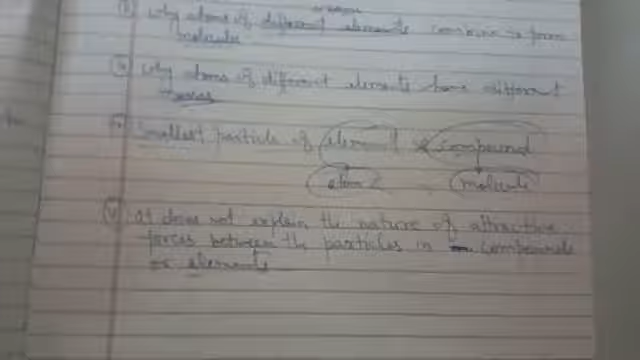 why atoms of different elements combine to form
molecule
why atoms of different elements have different
masses
Smallest particle of element & compound
atom molecule
(v) It does not explain the nature of attractive
forces between the particles in compounds
or elements